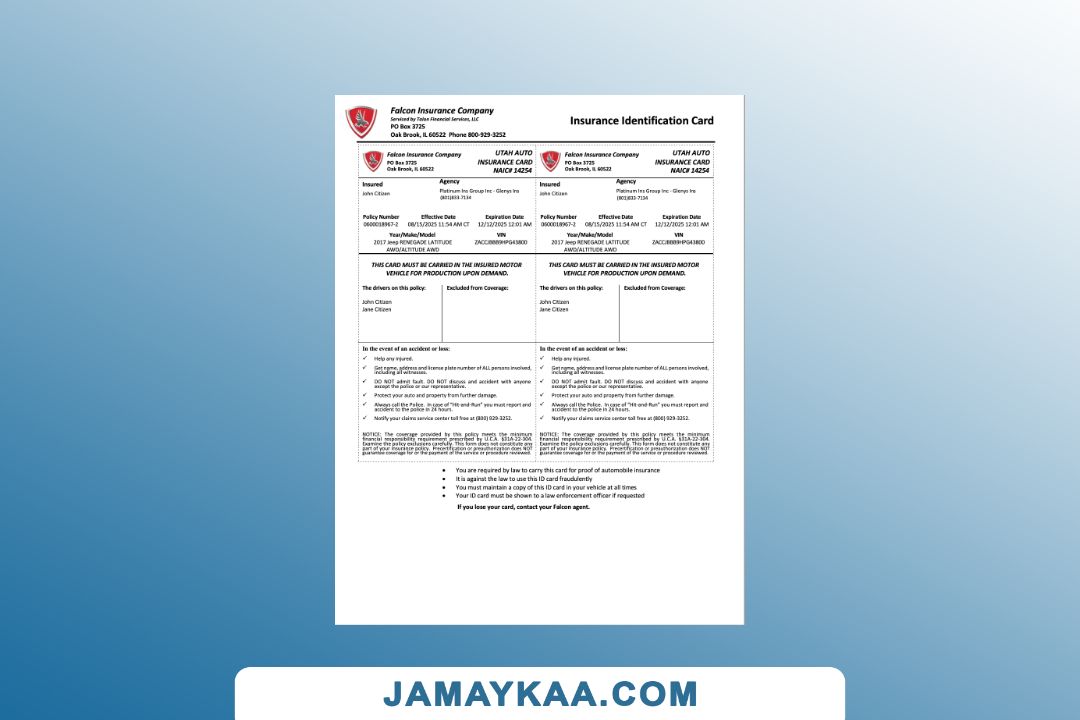 Falcon Insurance Company
Serviced by Talon Financial Services, LLC
PO Box 3725
Oak Brook, IL 60522 Phone 800-929-3252
Insurance Identification Card
Falcon Insurance Company
PO Box 3725
Oak Brook, IL 60522
UTAH AUTO
INSURANCE CARD
NAIC# 14254
Insured
John Citizen
Agency
Platinum Ins Group Inc - Glenys Ins
(801)833-7134
Policy Number Effective Date Expiration Date
0600018967-2 08/15/2025 11:54 AM CT 12/12/2025 12:01 AM
Year/Make/Model VIN
2017 Jeep RENEGADE LATITUDE ZACCJBBB9HPG43800
AWD/ALTITUDE AWD
THIS CARD MUST BE CARRIED IN THE INSURED MOTOR
VEHICLE FOR PRODUCTION UPON DEMAND.
The drivers on this policy: Excluded from Coverage:
John Citizen
Jane Citizen
In the event of an accident or loss:
✓ Help any injured.
✓ Get name, address and license plate number of ALL persons involved,
including all witnesses.
✓ DO NOT admit fault. DO NOT discuss and accident with anyone
except the police or our representative.
✓ Protect your auto and property from further damage.
✓ Always call the Police. In case of "Hit-and-Run" you must report and
accident to the police in 24 hours.
✓ Notify your claims service center toll free at (800) 929-3252.
NOTICE: The coverage provided by this policy meets the minimum
financial responsibility requirement prescribed by U.C.A. §31A-22-304.
Examine the policy exclusions carefully. This form does not constitute any
part of your insurance policy. Precertification or preauthorization does NOT
guarantee coverage for or the payment of the service or procedure reviewed.
Falcon Insurance Company
PO Box 3725
Oak Brook, IL 60522
UTAH AUTO
INSURANCE CARD
NAIC# 14254
Insured
John Citizen
Agency
Platinum Ins Group Inc - Glenys Ins
(801)833-7134
Policy Number Effective Date Expiration Date
0600018967-2 08/15/2025 11:54 AM CT 12/12/2025 12:01 AM
Year/Make/Model VIN
2017 Jeep RENEGADE LATITUDE ZACCJBBB9HPG43800
AWD/ALTITUDE AWD
THIS CARD MUST BE CARRIED IN THE INSURED MOTOR
VEHICLE FOR PRODUCTION UPON DEMAND.
The drivers on this policy: Excluded from Coverage:
John Citizen
Jane Citizen
In the event of an accident or loss:
✓ Help any injured.
✓ Get name, address and license plate number of ALL persons involved,
including all witnesses.
✓ DO NOT admit fault. DO NOT discuss and accident with anyone
except the police or our representative.
✓ Protect your auto and property from further damage.
✓ Always call the Police. In case of "Hit-and-Run" you must report and
accident to the police in 24 hours.
✓ Notify your claims service center toll free at (800) 929-3252.
NOTICE: The coverage provided by this policy meets the minimum
financial responsibility requirement prescribed by U.C.A. §31A-22-304.
Examine the policy exclusions carefully. This form does not constitute any
part of your insurance policy. Precertification or preauthorization does NOT
guarantee coverage for or the payment of the service or procedure reviewed.
• You are required by law to carry this card for proof of automobile insurance
• It is against the law to use this ID card fraudulently
• You must maintain a copy of this ID card in your vehicle at all times
• Your ID card must be shown to a law enforcement officer if requested
If you lose your card, contact your Falcon agent.
JAMAYKAA.COM